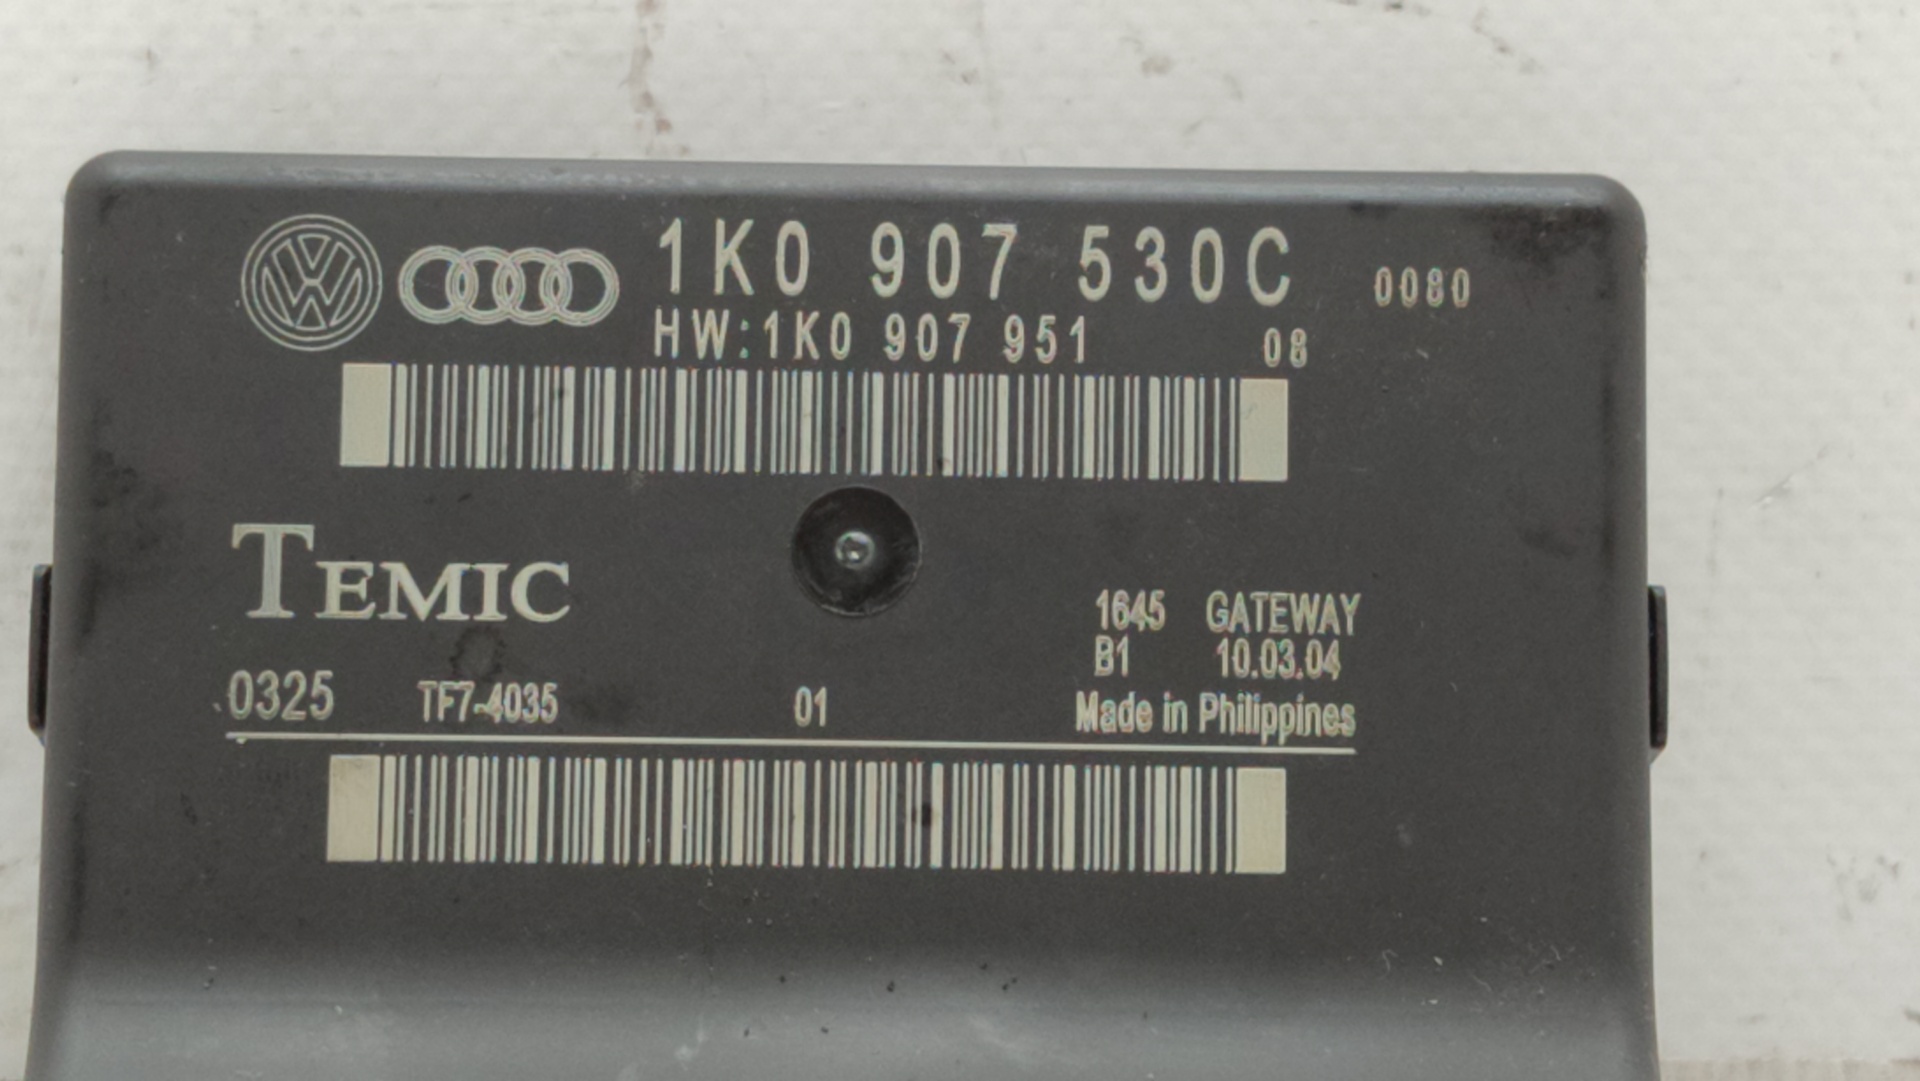 1K0 907 530C 0080
HW:1K0 907 951 08
TEMIC
1645 GATEWAY
B1 10.03.04
0325 TF7-4035 01 Made in Philippines